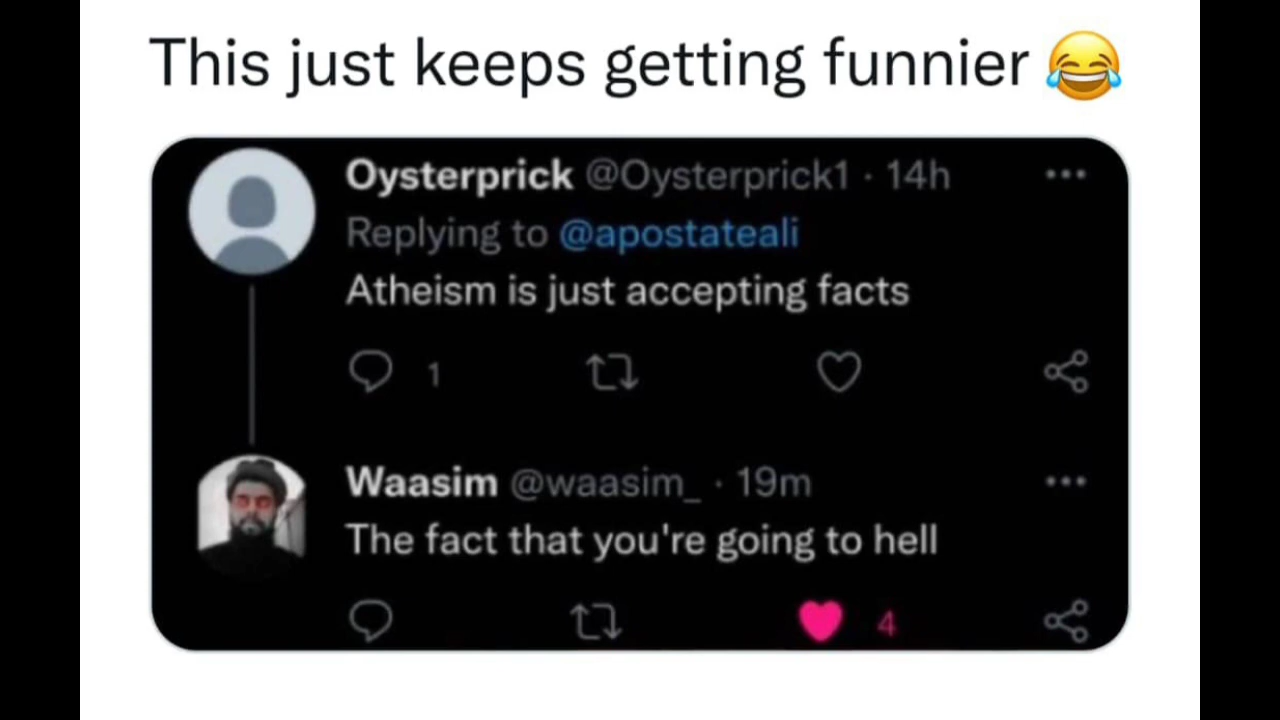 This just keeps getting funnier 😂
Oysterprick @Oysterprick1 · 14h
Replying to @apostateali
Atheism is just accepting facts
1
Waasim @waasim_ · 19m
The fact that you're going to hell
4